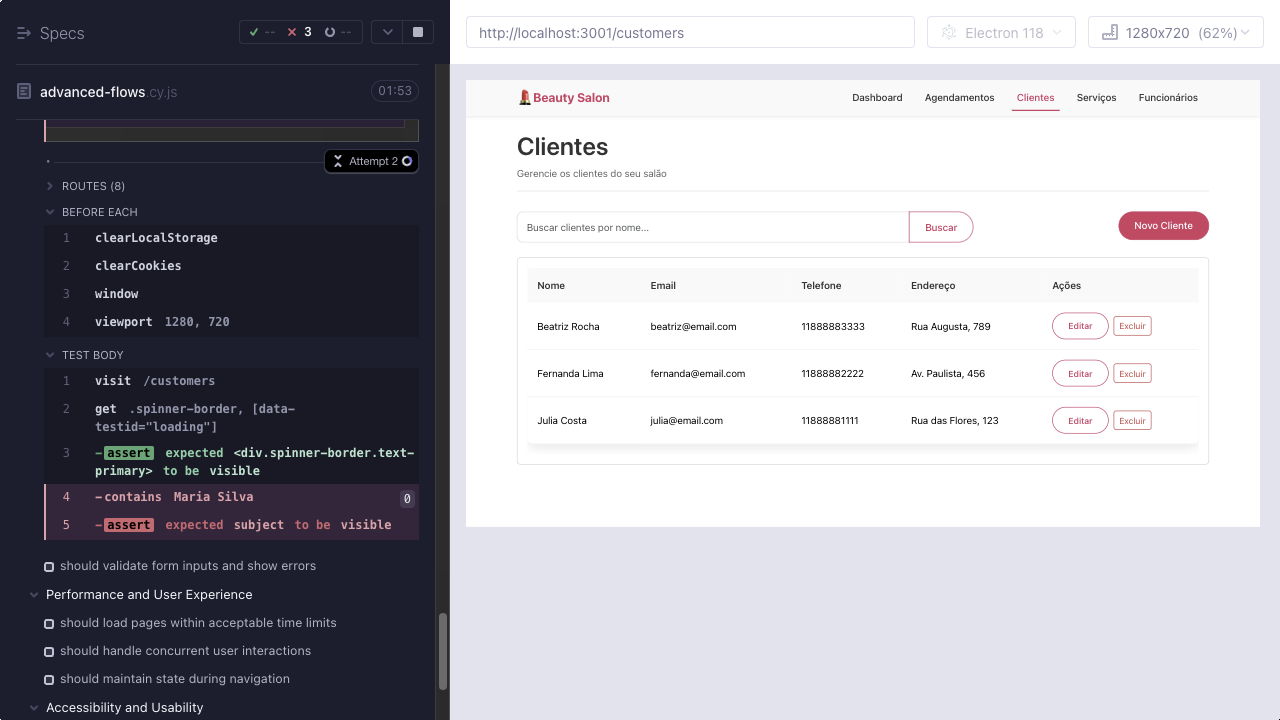 Specs
-- 3 --
advanced-flows.cy.js
01:53
Attempt 2
ROUTES (8)
BEFORE EACH
1 clearLocalStorage
2 clearCookies
3 window
4 viewport 1280, 720
TEST BODY
1 visit /customers
2 get .spinner-border, [data-
testid="loading"]
3 -assert expected <div.spinner-border.text-
primary> to be visible
4 -contains Maria Silva 0
5 -assert expected subject to be visible
should validate form inputs and show errors
Performance and User Experience
should load pages within acceptable time limits
should handle concurrent user interactions
should maintain state during navigation
Accessibility and Usability
http://localhost:3001/customers
Electron 118
1280x720 (62%)
Beauty Salon
Dashboard Agendamentos Clientes Serviços Funcionários
Clientes
Gerencie os clientes do seu salão
Buscar clientes por nome...
Buscar
Novo Cliente
Nome Email Telefone Endereço Ações
Beatriz Rocha beatriz@email.com 11888883333 Rua Augusta, 789 Editar Excluir
Fernanda Lima fernanda@email.com 11888882222 Av. Paulista, 456 Editar Excluir
Julia Costa julia@email.com 11888881111 Rua das Flores, 123 Editar Excluir